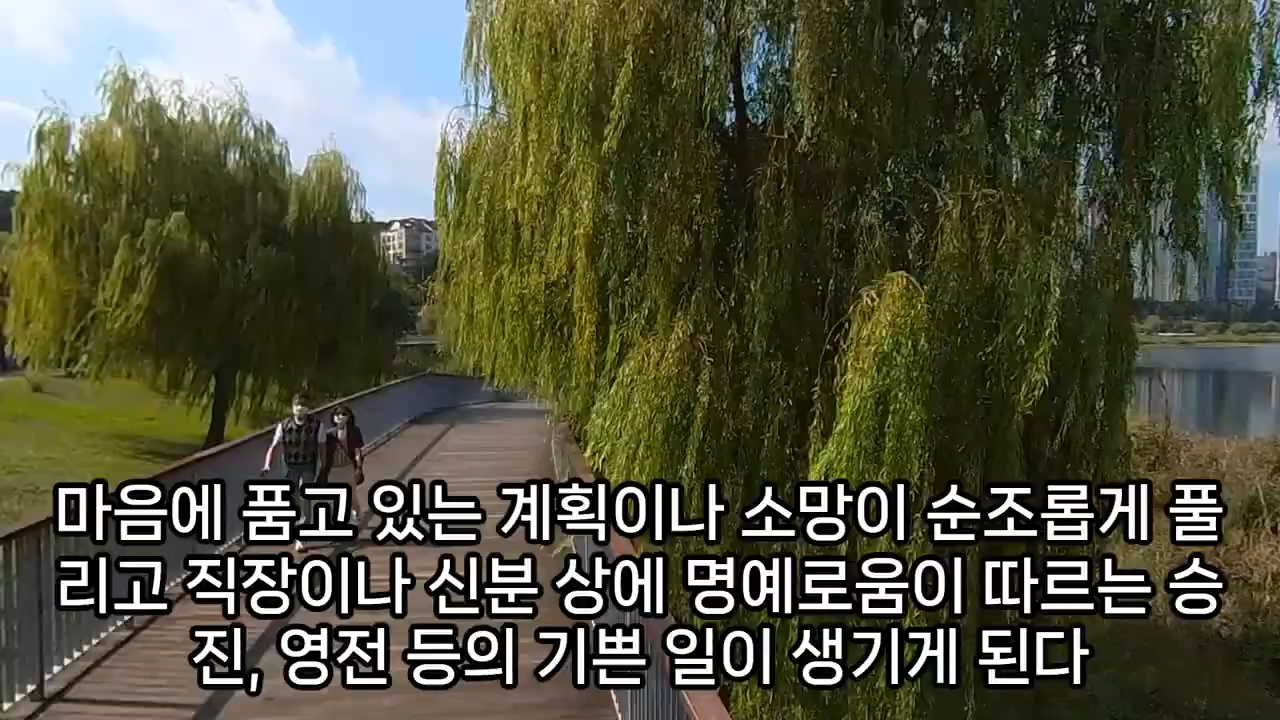 마음에 품고 있는 계획이나 소망이 순조롭게 풀
리고 직장이나 신분 상에 명예로움이 따르는 승
진, 영전 등의 기쁜 일이 생기게 된다